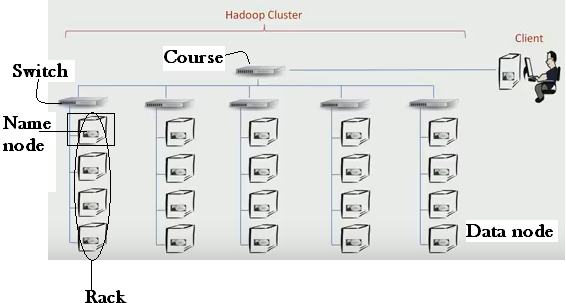 Hadoop Cluster
Client
Course
Switch
Name
node
Data node
Rack